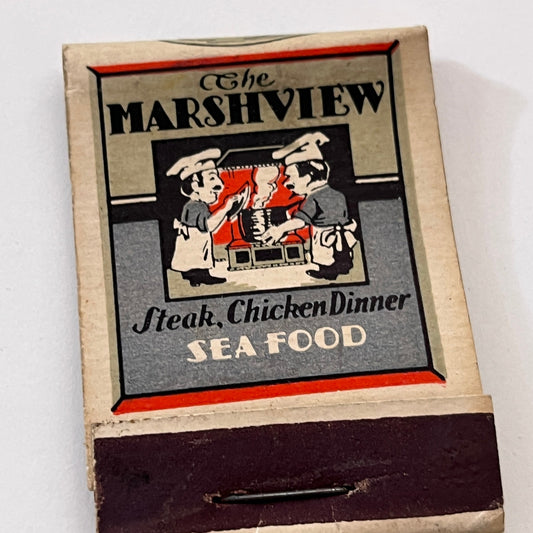 The
MARSHVIEW
Steak, Chicken Dinner
SEA FOOD